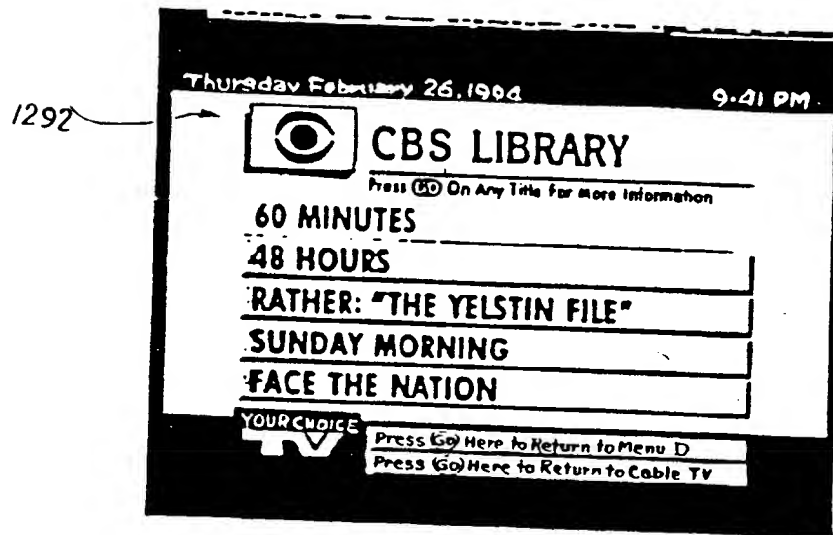 Thursday February 26, 1994 9:41 PM
1292
CBS LIBRARY
Press GO On Any Title for More Information
60 MINUTES
48 HOURS
RATHER: "THE YELSTIN FILE"
SUNDAY MORNING
FACE THE NATION
YOUR CHOICE
TV
Press Go Here to Return to Menu D
Press Go Here to Return to Cable TV